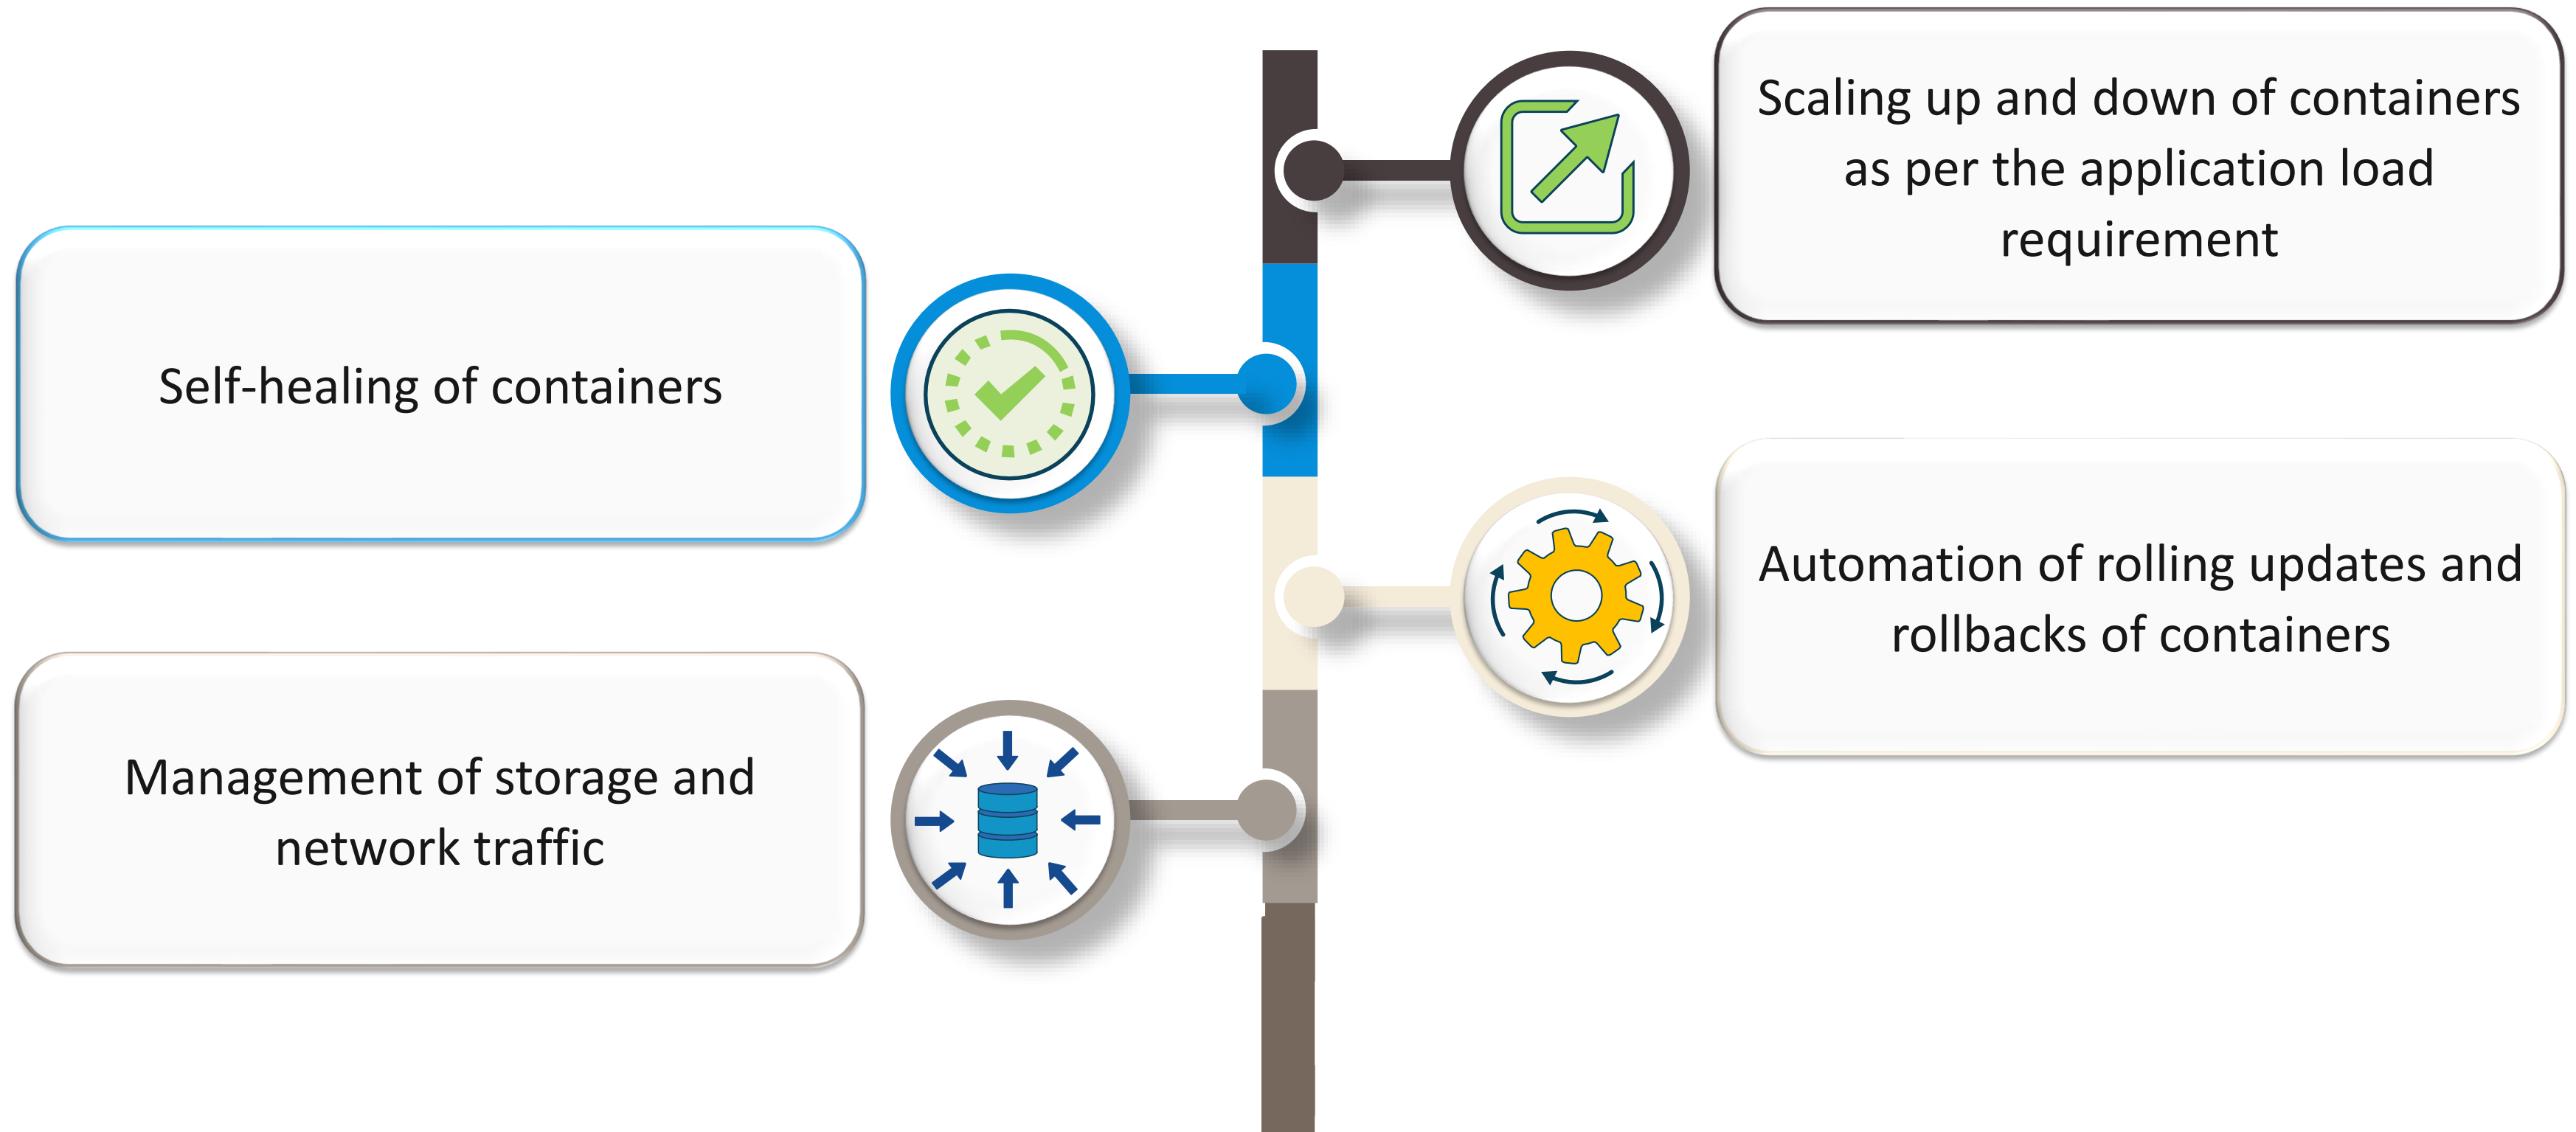 Scaling up and down of containers
as per the application load
requirement
Self-healing of containers
Automation of rolling updates and
rollbacks of containers
Management of storage and
network traffic